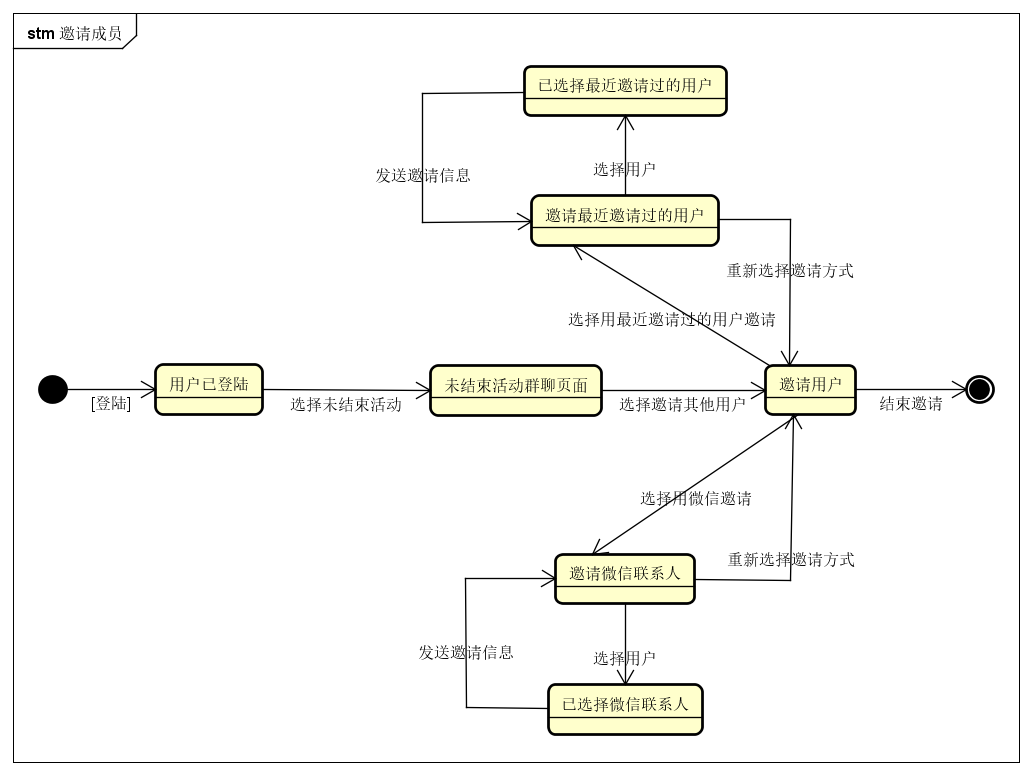 stm 邀请成员
已选择最近邀请过的用户
发送邀请信息
选择用户
邀请最近邀请过的用户
重新选择邀请方式
选择用最近邀请过的用户邀请
用户已登陆
未结束活动群聊页面
邀请用户
[登陆]
选择未结束活动
选择邀请其他用户
结束邀请
选择用微信邀请
重新选择邀请方式
邀请微信联系人
发送邀请信息
选择用户
已选择微信联系人